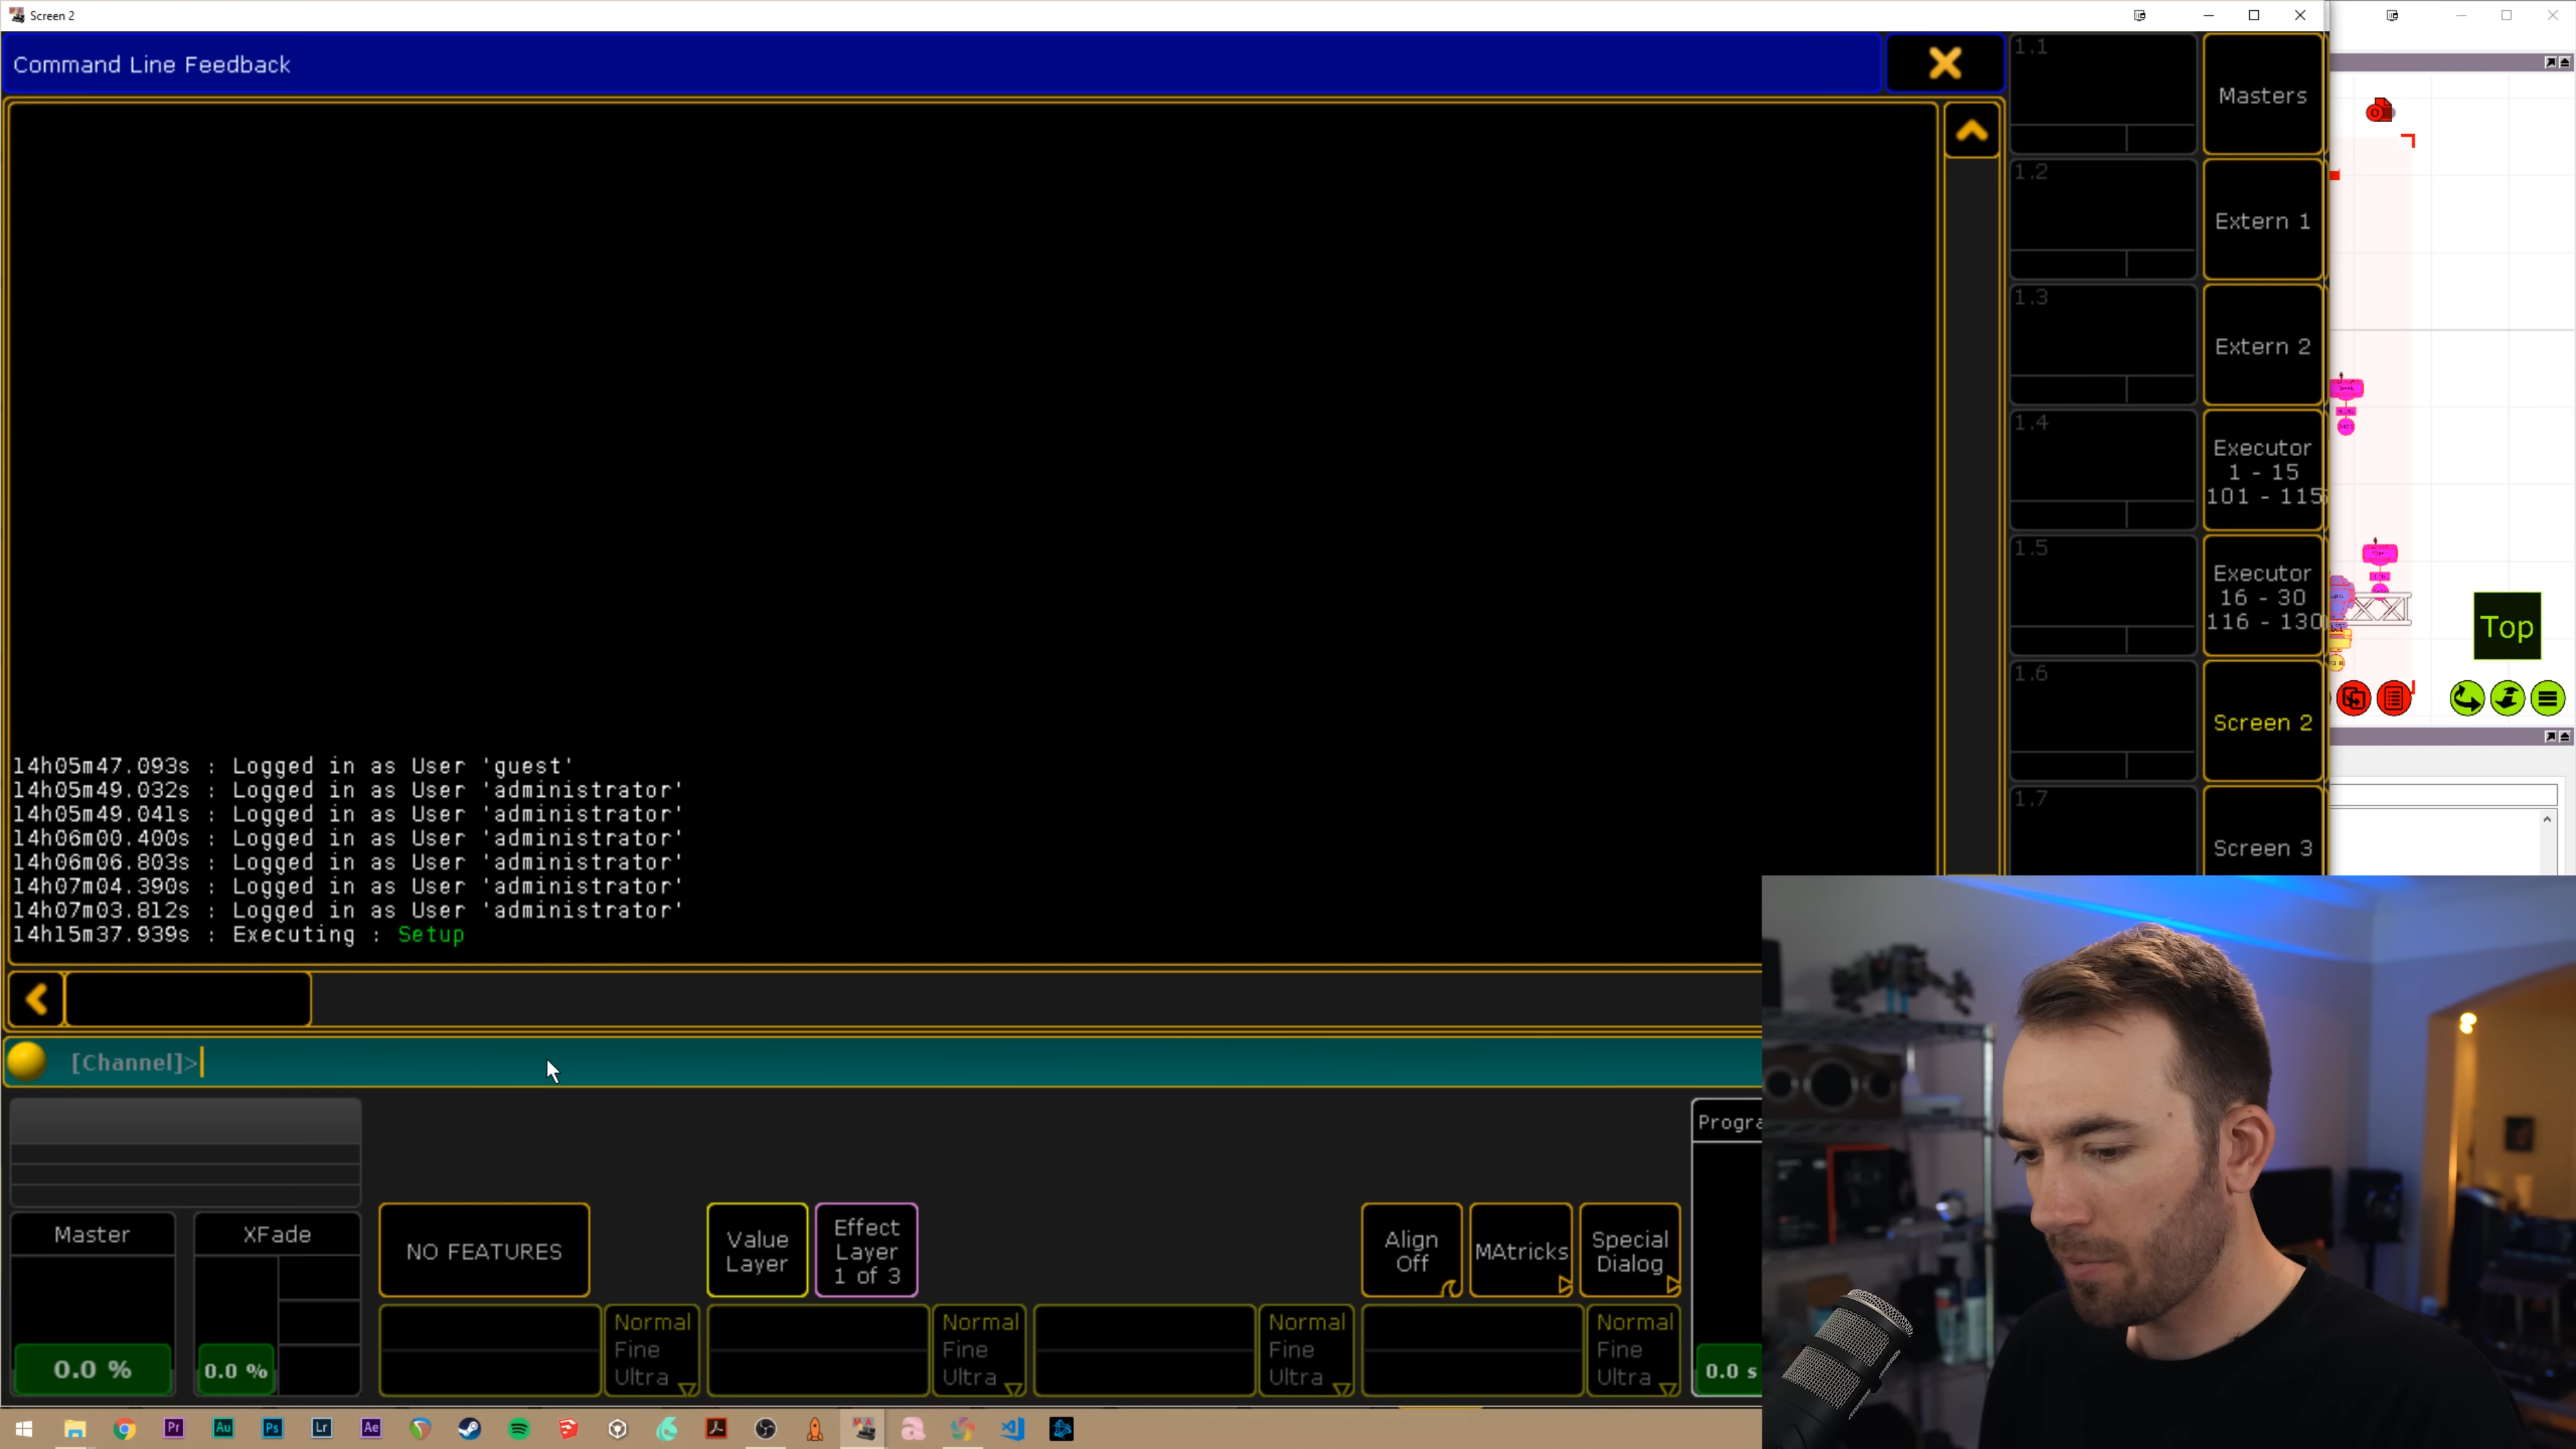 Screen 2
Command Line Feedback
1.1
Masters
1.2
Extern 1
1.3
Extern 2
1.4
Executor
1 - 15
101 - 115
1.5
Executor
16 - 30
116 - 130
1.6
Screen 2
1.7
Screen 3
Top
14h05m47.093s : Logged in as User 'guest'
14h05m49.032s : Logged in as User 'administrator'
14h05m49.041s : Logged in as User 'administrator'
14h06m00.400s : Logged in as User 'administrator'
14h06m06.803s : Logged in as User 'administrator'
14h07m04.390s : Logged in as User 'administrator'
14h07m03.812s : Logged in as User 'administrator'
14h15m37.939s : Executing : Setup
[Channel]>
Progra
Master
XFade
NO FEATURES
Value
Layer
Effect
Layer
1 of 3
Align
Off
MAtricks
Special
Dialog
0.0 %
0.0 %
Normal
Fine
Ultra
Normal
Fine
Ultra
Normal
Fine
Ultra
Normal
Fine
Ultra
0.0 s
Pr
Au
Ps
Lr
Ae